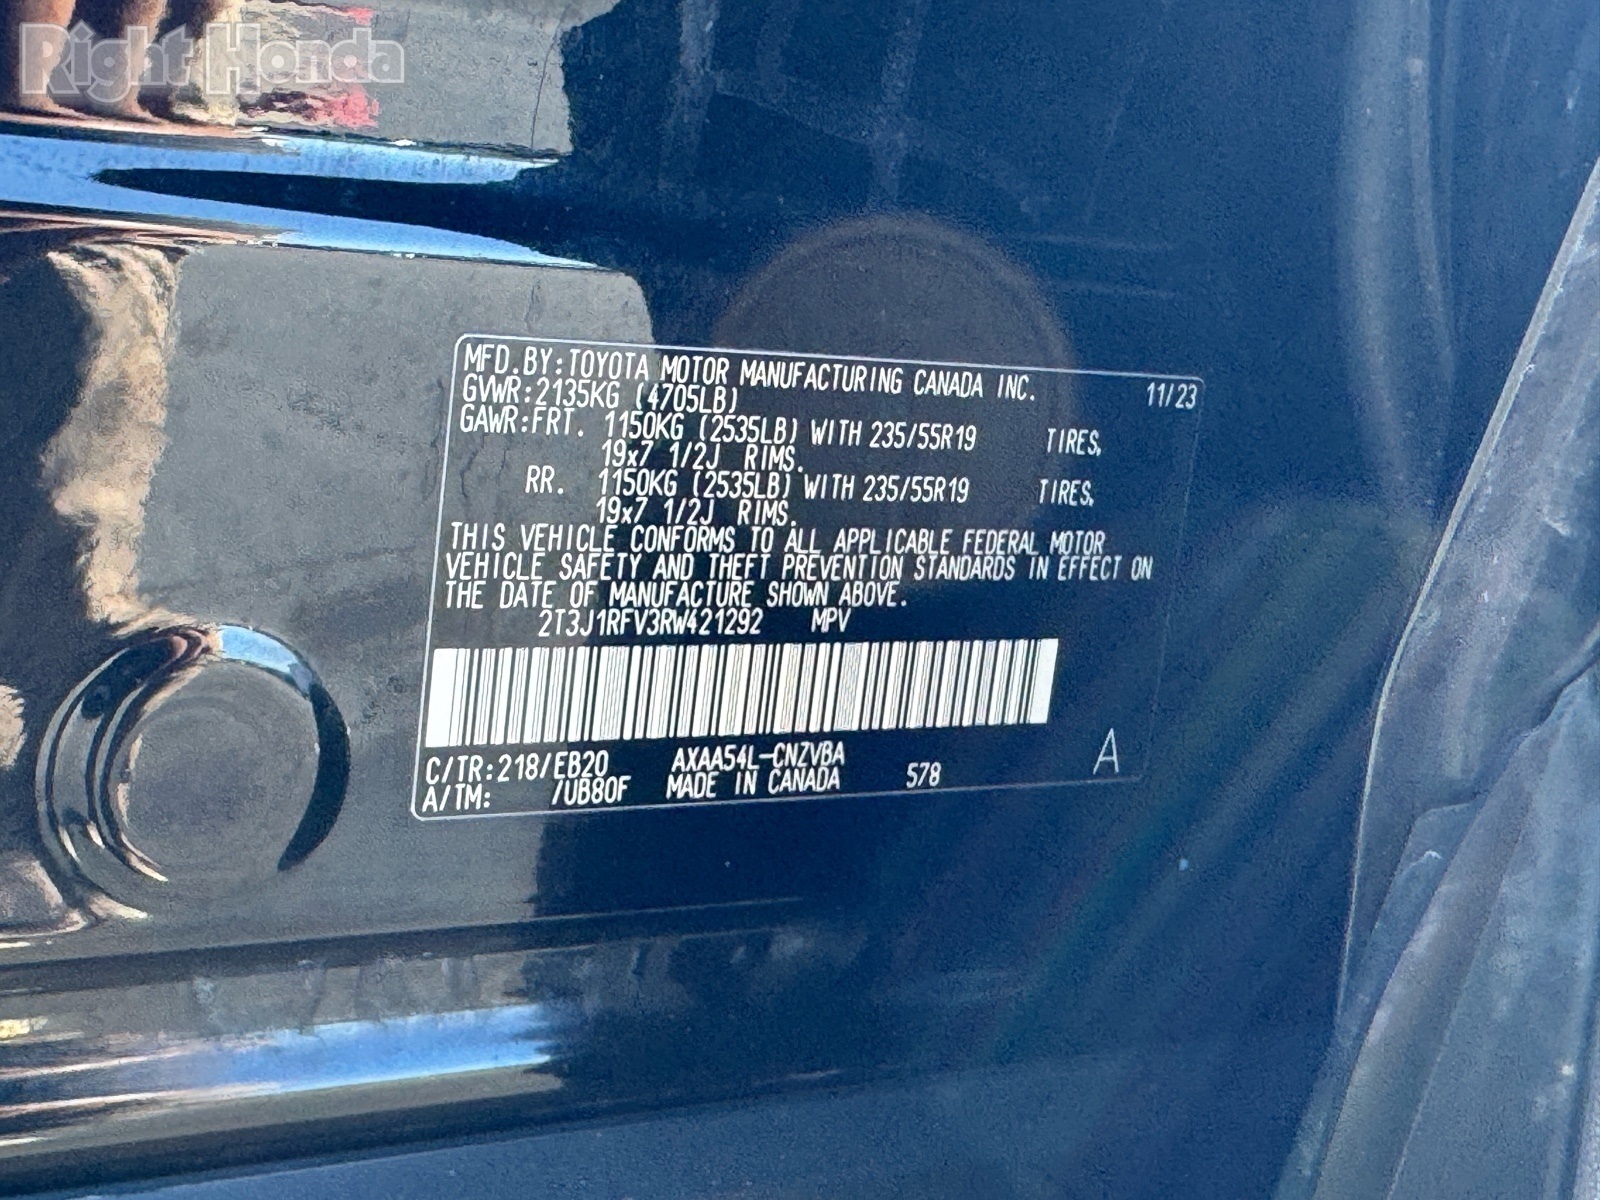 Right Honda
MFD.BY:TOYOTA MOTOR MANUFACTURING CANADA INC. 11/23
GVWR:2135KG (4705LB)
GAWR:FRT. 1150KG (2535LB) WITH 235/55R19 TIRES,
19x7 1/2J RIMS.
RR. 1150KG (2535LB) WITH 235/55R19 TIRES,
19x7 1/2J RIMS.
THIS VEHICLE CONFORMS TO ALL APPLICABLE FEDERAL MOTOR
VEHICLE SAFETY AND THEFT PREVENTION STANDARDS IN EFFECT ON
THE DATE OF MANUFACTURE SHOWN ABOVE.
2T3J1RFV3RW421292 MPV
C/TR:218/EB20 AXAA54L-CNZVBA
A/TM: /UB80F MADE IN CANADA 578 A